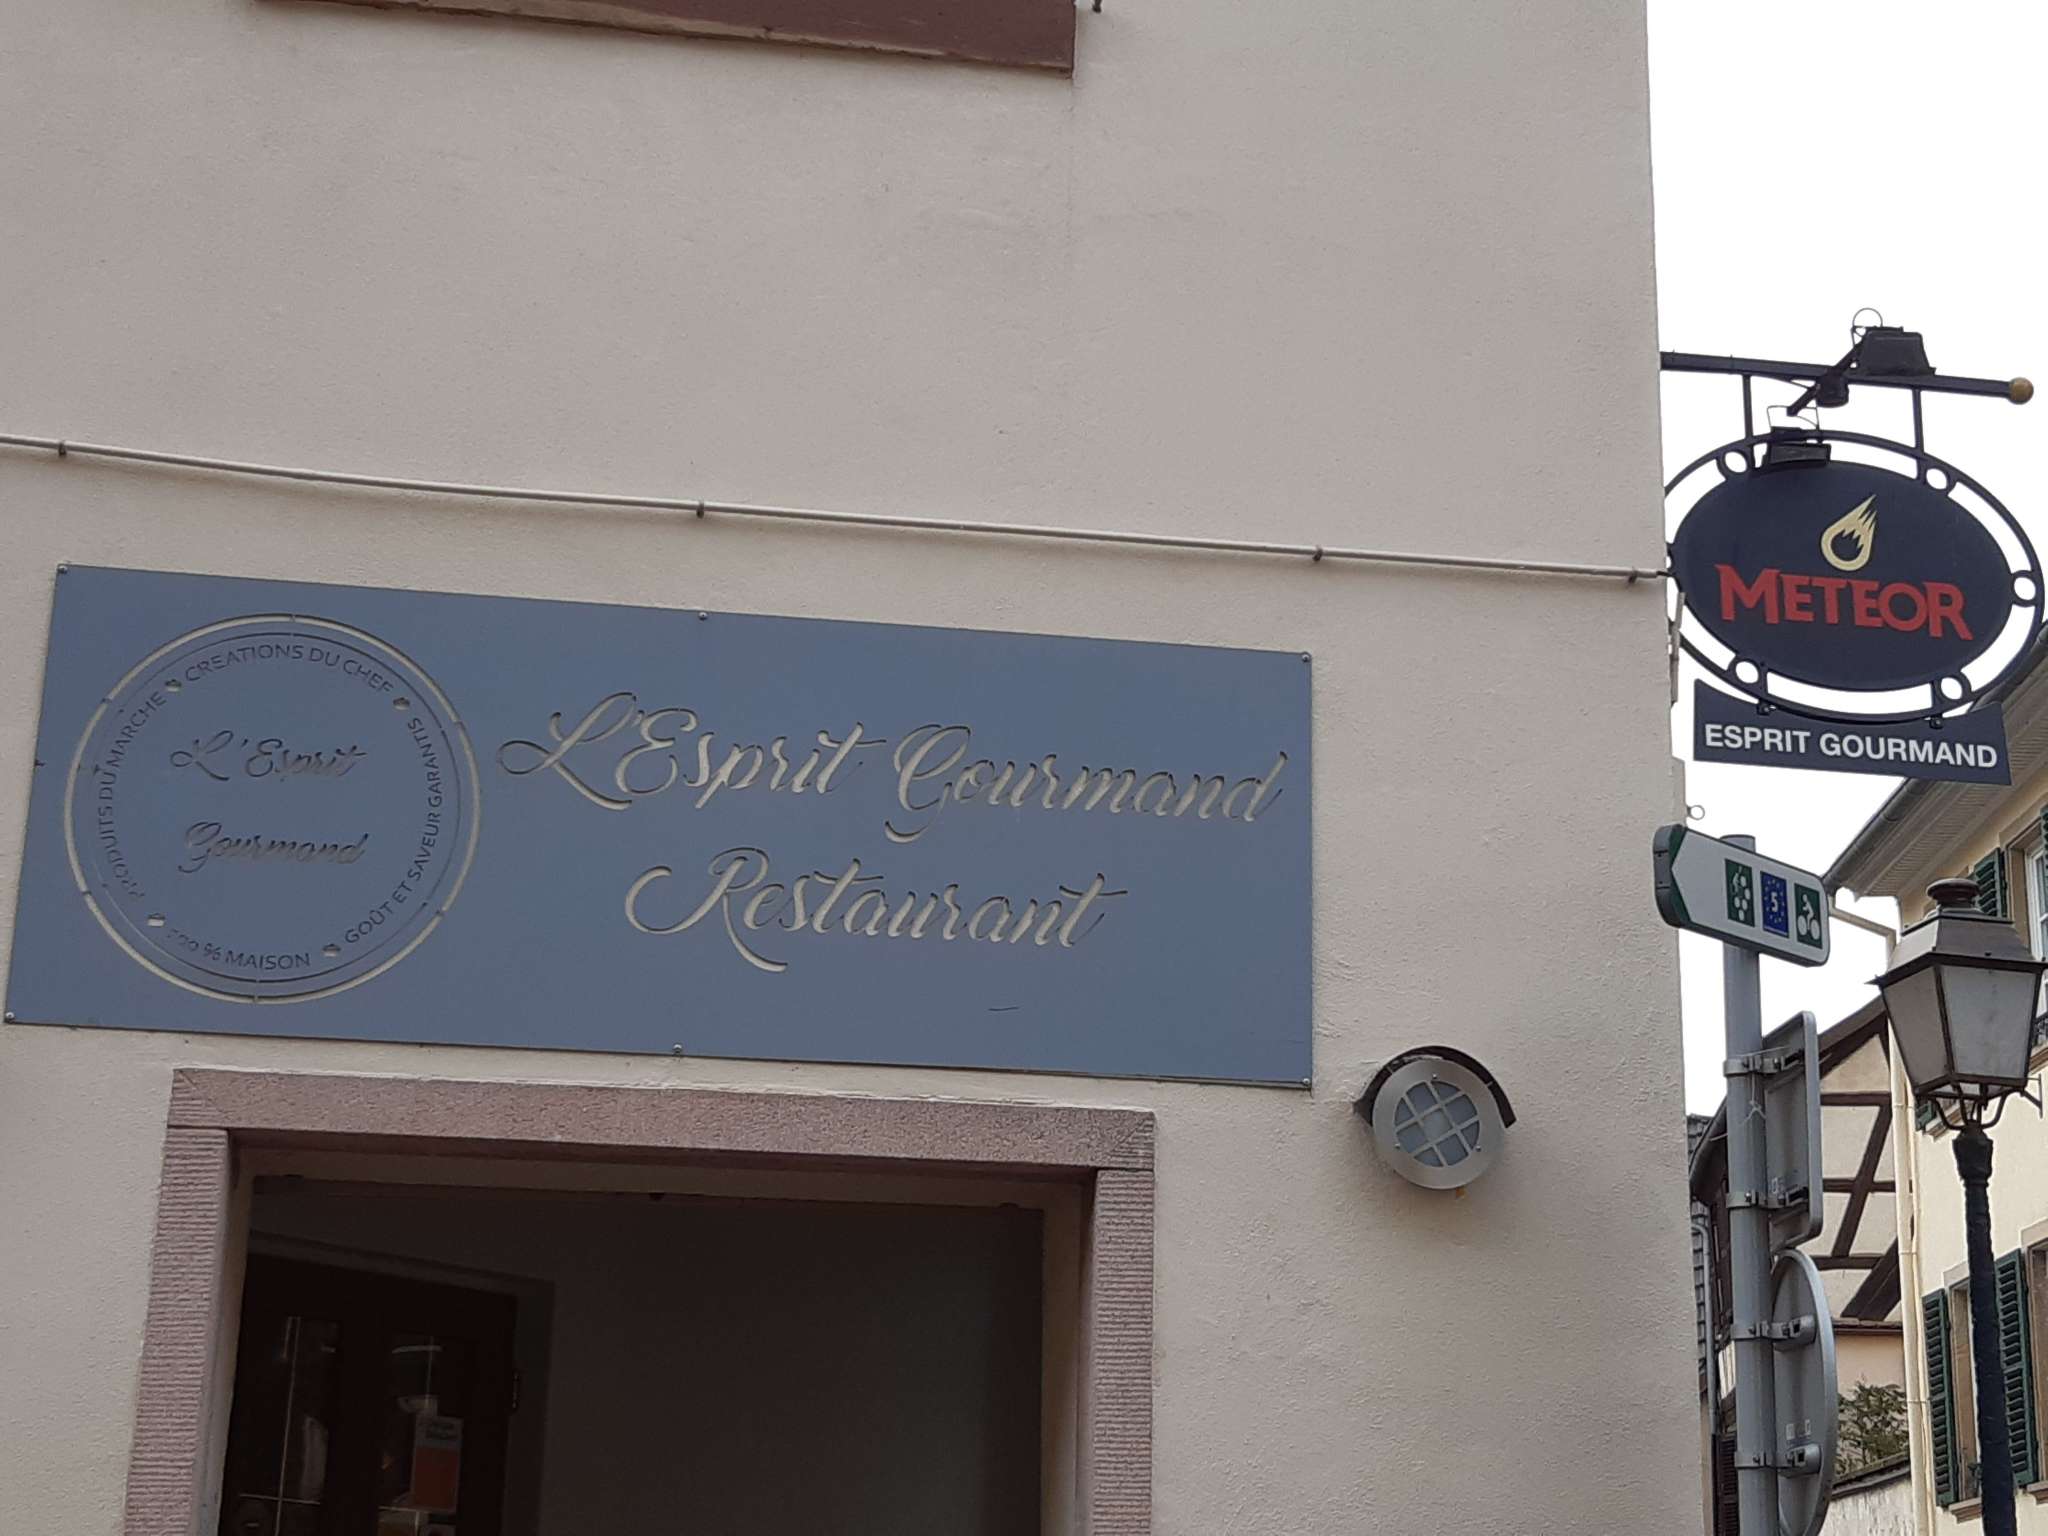 L'Esprit Gourmand
Restaurant
CREATIONS DU CHEF
GOÛT ET SAVEUR GARANTIS
% MAISON
PRODUITS DU MARCHE
L'Esprit
Gourmand
METEOR
ESPRIT GOURMAND
5